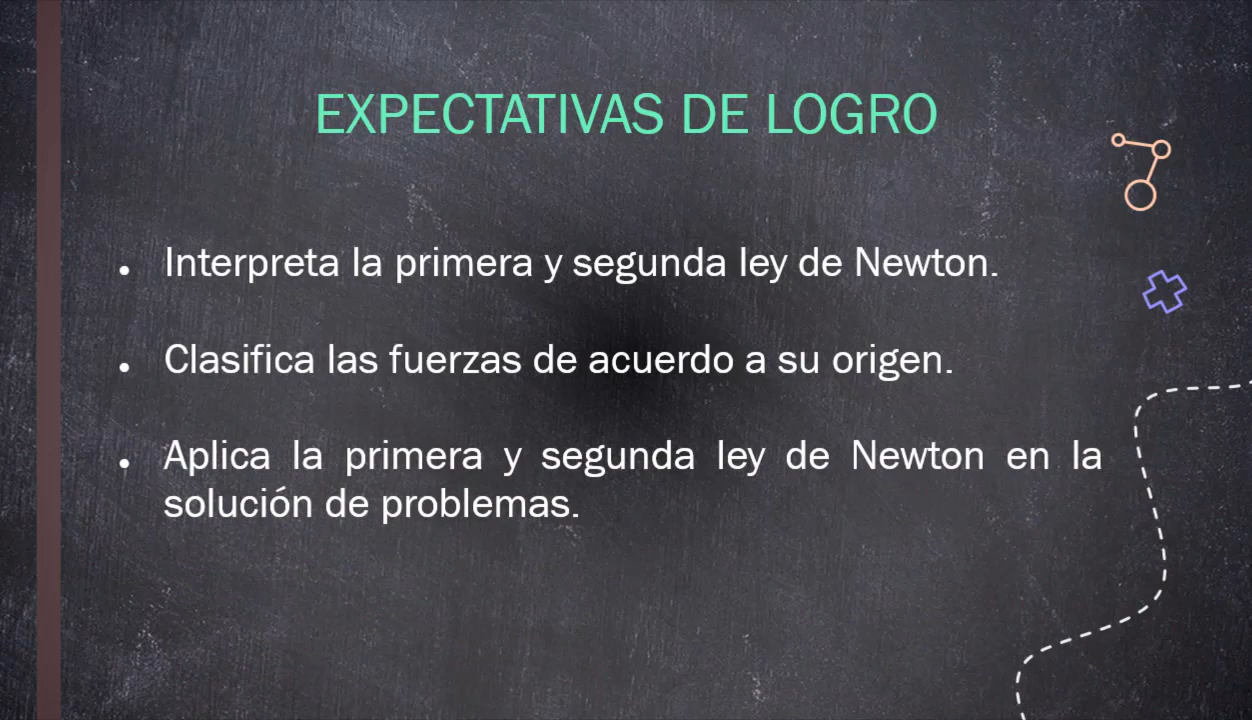 EXPECTATIVAS DE LOGRO
• Interpreta la primera y segunda ley de Newton.
• Clasifica las fuerzas de acuerdo a su origen.
• Aplica la primera y segunda ley de Newton en la
solución de problemas.